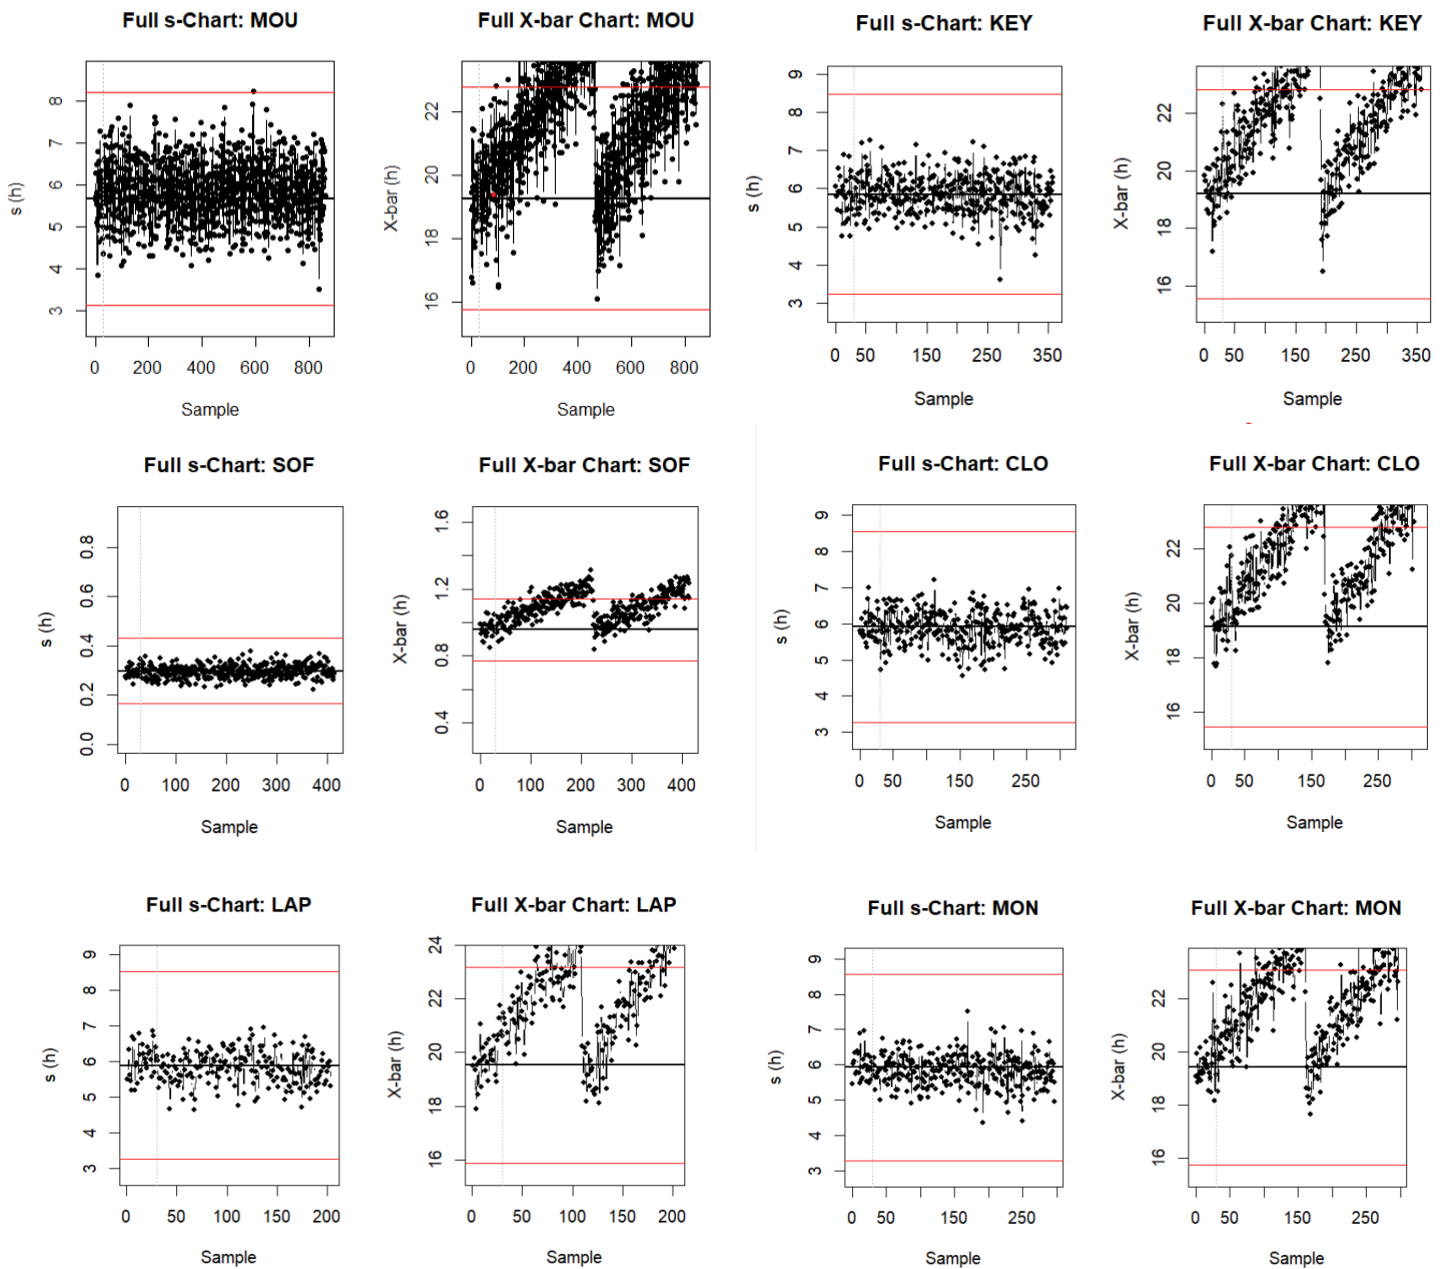 Full s-Chart: MOU
s (h)
8
7
6
5
4
3
0 200 400 600 800
Sample
Full X-bar Chart: MOU
X-bar (h)
22
20
18
16
0 200 400 600 800
Sample
Full s-Chart: KEY
s (h)
9
8
7
6
5
4
3
0 50 150 250 350
Sample
Full X-bar Chart: KEY
X-bar (h)
22
20
18
16
0 50 150 250 350
Sample
Full s-Chart: SOF
s (h)
0.8
0.6
0.4
0.2
0.0
0 100 200 300 400
Sample
Full X-bar Chart: SOF
X-bar (h)
1.6
1.2
0.8
0.4
0 100 200 300 400
Sample
Full s-Chart: CLO
s (h)
9
8
7
6
5
4
3
0 50 150 250
Sample
Full X-bar Chart: CLO
X-bar (h)
22
20
18
16
0 50 150 250
Sample
Full s-Chart: LAP
s (h)
9
8
7
6
5
4
3
0 50 100 150 200
Sample
Full X-bar Chart: LAP
X-bar (h)
24
22
20
18
16
0 50 100 150 200
Sample
Full s-Chart: MON
s (h)
9
8
7
6
5
4
3
0 50 150 250
Sample
Full X-bar Chart: MON
X-bar (h)
22
20
18
16
0 50 150 250
Sample